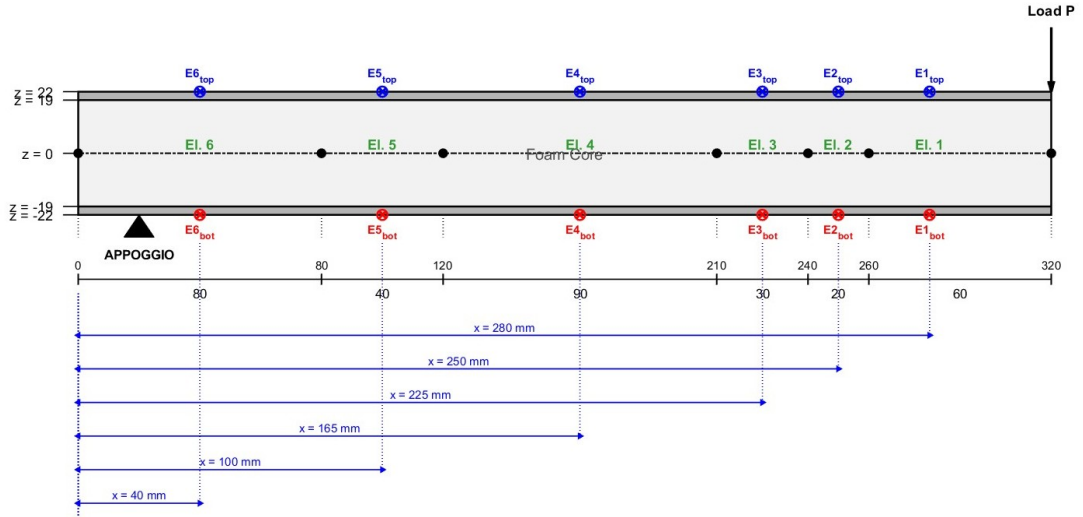 Load P
E6top E5top E4top E3top E2top E1top
z = 22
z = 19
El. 6 El. 5 El. 4 El. 3 El. 2 El. 1
z = 0
Foam Core
z = -19
z = -22
E6bot E5bot E4bot E3bot E2bot E1bot
APPOGGIO
0 80 120 210 240 260 320
80 40 90 30 20 60
x = 280 mm
x = 250 mm
x = 225 mm
x = 165 mm
x = 100 mm
x = 40 mm